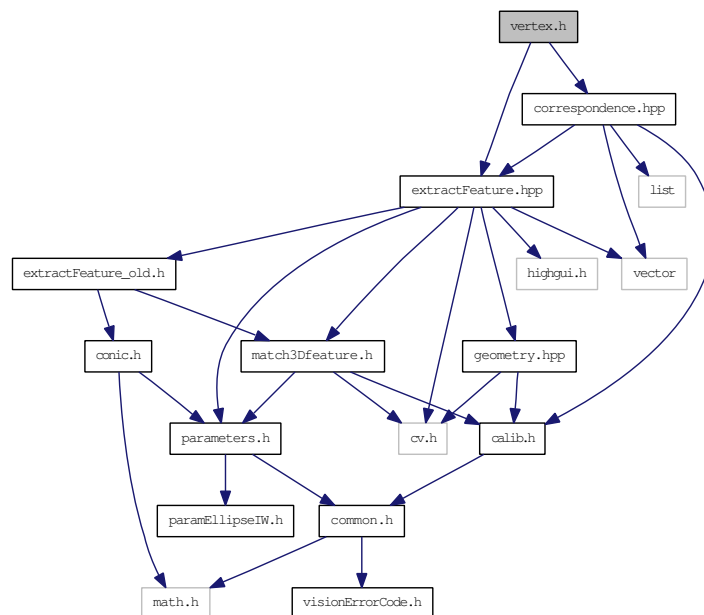 vertex.h
correspondence.hpp
extractFeature.hpp
list
extractFeature_old.h
highgui.h
vector
conic.h
match3Dfeature.h
geometry.hpp
parameters.h
cv.h
calib.h
paramEllipseIW.h
common.h
math.h
visionErrorCode.h